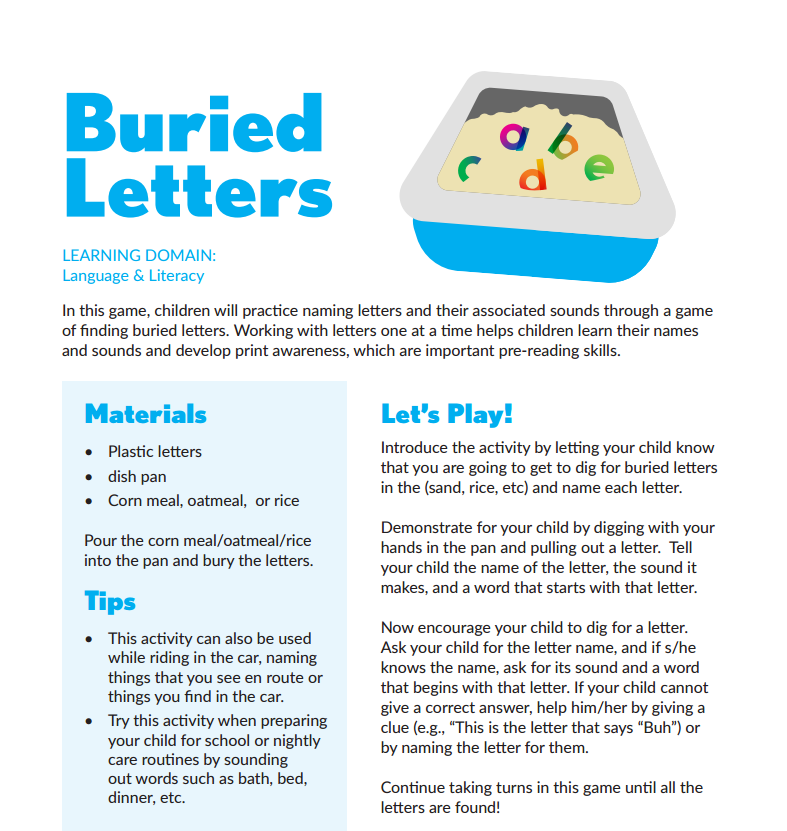 Buried
Letters
c a b d e
LEARNING DOMAIN:
Language & Literacy
In this game, children will practice naming letters and their associated sounds through a game
of finding buried letters. Working with letters one at a time helps children learn their names
and sounds and develop print awareness, which are important pre-reading skills.
Materials
• Plastic letters
• dish pan
• Corn meal, oatmeal,  or rice
Pour the corn meal/oatmeal/rice
into the pan and bury the letters.
Tips
• This activity can also be used
while riding in the car, naming
things that you see en route or
things you find in the car.
• Try this activity when preparing
your child for school or nightly
care routines by sounding
out words such as bath, bed,
dinner, etc.
Let’s Play!
Introduce the activity by letting your child know
that you are going to get to dig for buried letters
in the (sand, rice, etc) and name each letter.
Demonstrate for your child by digging with your
hands in the pan and pulling out a letter.  Tell
your child the name of the letter, the sound it
makes, and a word that starts with that letter.
Now encourage your child to dig for a letter.
Ask your child for the letter name, and if s/he
knows the name, ask for its sound and a word
that begins with that letter. If your child cannot
give a correct answer, help him/her by giving a
clue (e.g., “This is the letter that says “Buh”) or
by naming the letter for them.
Continue taking turns in this game until all the
letters are found!